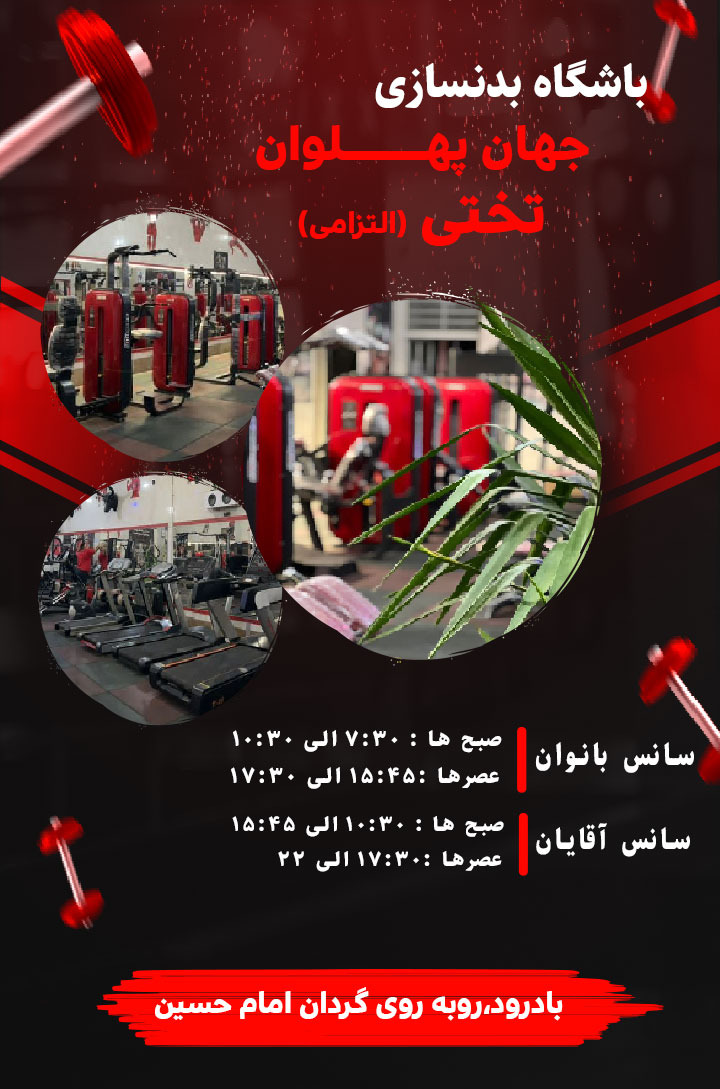 باشگاه بدنسازی
جهان پهـــــلوان
تختی (التزامی)
سانس بانوان
صبح ها : ۷:۳۰ الی ۱۰:۳۰
عصرها :۱۵:۴۵ الی ۱۷:۳۰
سانس آقایان
صبح ها : ۱۰:۳۰ الی ۱۵:۴۵
عصرها :۱۷:۳۰ الی ۲۲
بادرود،روبه روی گردان امام حسین